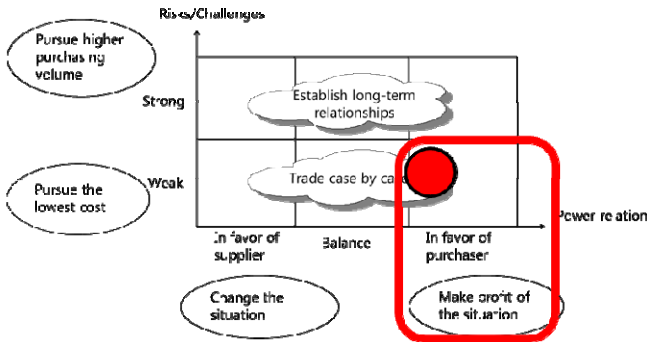 Risks/Challenges
Pursue higher
purchasing
volume
Strong
Establish long-term
relationships
Pursue the
lowest cost
Weak
Trade case by
Power relation
In favor of
supplier
Balance
In favor of
purchaser
Change the
situation
Make profit of
the situation